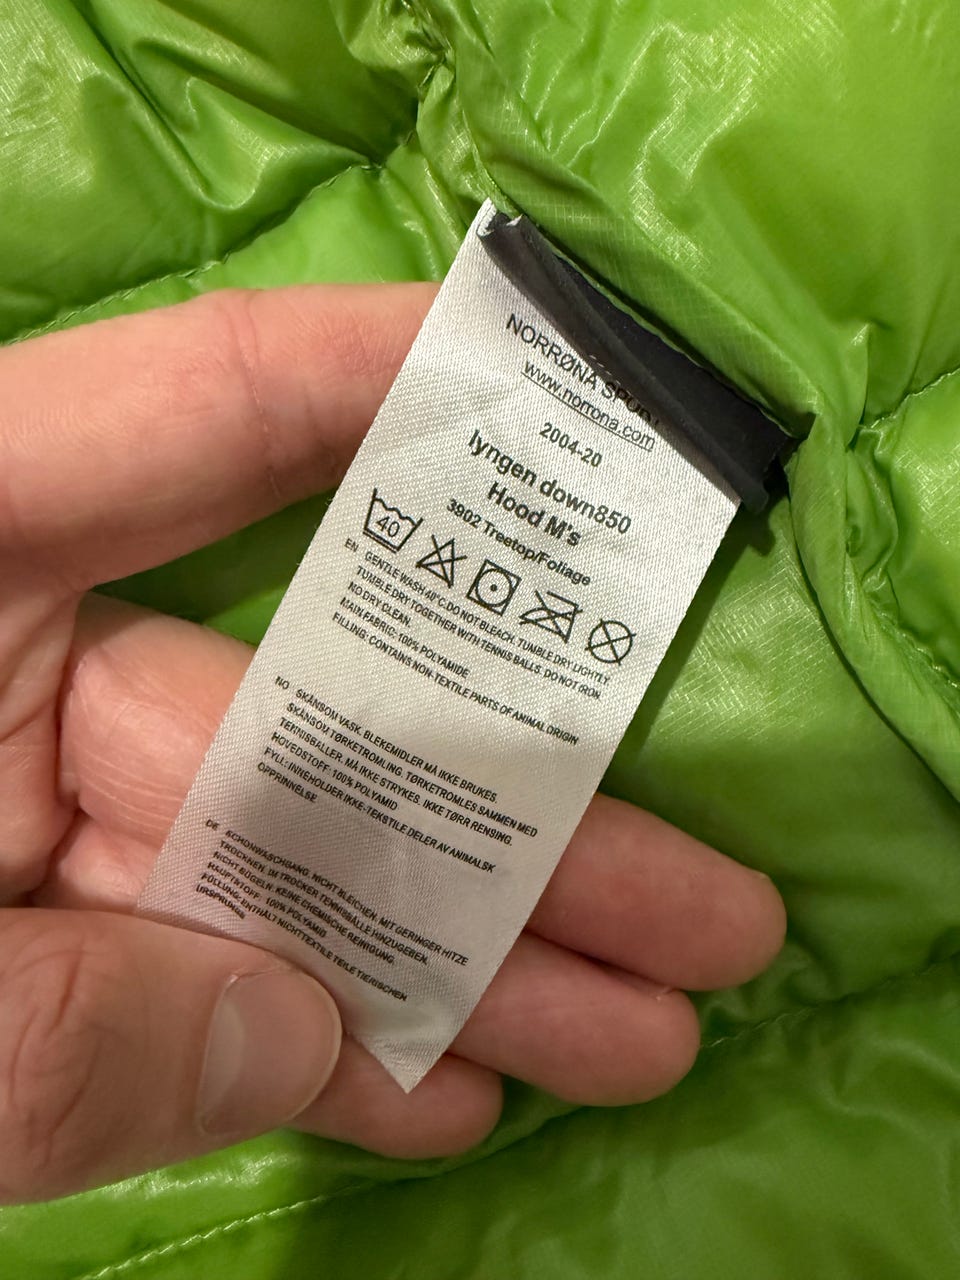 NORRØNA SPORT
www.norrona.com
2004-20
lyngen down850
Hood M's
3902 Treetop/Foliage
40
EN GENTLE WASH 40°C. DO NOT BLEACH. TUMBLE DRY LIGHTLY.
TUMBLE DRY TOGETHER WITH TENNIS BALLS. DO NOT IRON.
NO DRY CLEAN.
MAIN FABRIC: 100% POLYAMIDE
FILLING: CONTAINS NON-TEXTILE PARTS OF ANIMAL ORIGIN
NO SKÅNSOM VASK. BLEKEMIDLER MÅ IKKE BRUKES.
SKÅNSOM TØRKETROMLING. TØRKETROMLES SAMMEN MED
TENNISBALLER. MÅ IKKE STRYKES. IKKE TØRR RENSING.
HOVEDSTOFF: 100% POLYAMID
FYLL: INNEHOLDER IKKE-TEKSTILE DELER AV ANIMALSK
OPPRINNELSE
DE SCHONWASCHGANG. NICHT BLEICHEN. MIT GERINGER HITZE
TROCKNEN. IM TROCKER TENNISBÄLLE HINZUGEBEN.
NICHT BÜGELN. KEINE CHEMISCHE REINIGUNG.
HAUPTSTOFF: 100% POLYAMID
FÜLLUNG: ENTHÄLT NICHTTEXTILE TEILE TIERISCHEN
URSPRUNGS